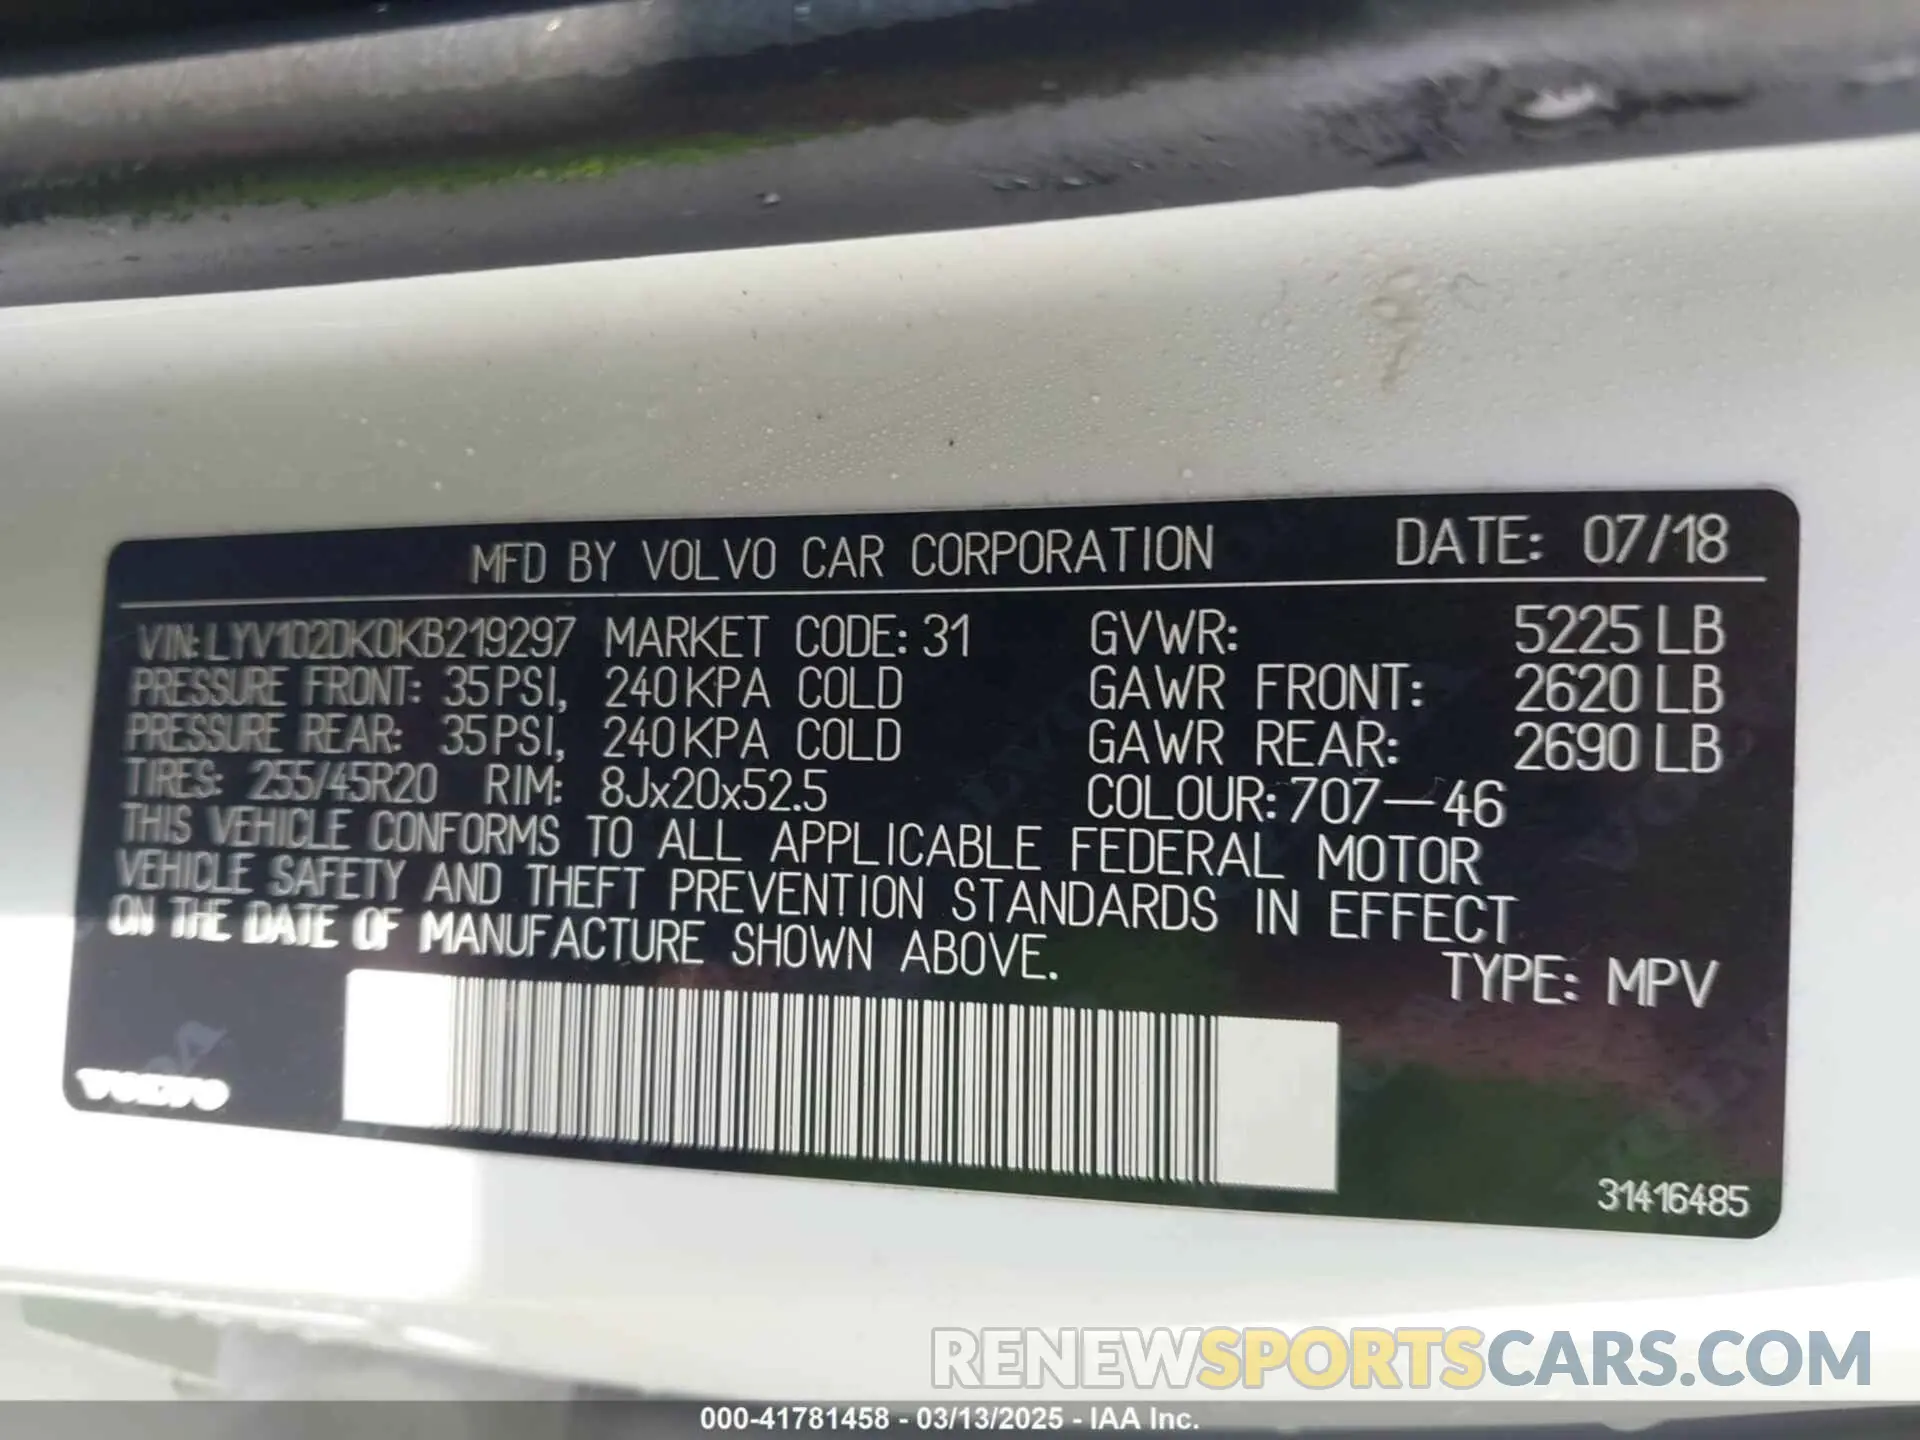 MFD BY VOLVO CAR CORPORATION DATE: 07/18
VIN: LYV102DK0KB219297 MARKET CODE: 31 GVWR: 5225 LB
PRESSURE FRONT: 35 PSI, 240 KPA COLD GAWR FRONT: 2620 LB
PRESSURE REAR: 35 PSI, 240 KPA COLD GAWR REAR: 2690 LB
TIRES: 255/45R20 RIM: 8Jx20x52.5 COLOUR: 707-46
THIS VEHICLE CONFORMS TO ALL APPLICABLE FEDERAL MOTOR
VEHICLE SAFETY AND THEFT PREVENTION STANDARDS IN EFFECT
ON THE DATE OF MANUFACTURE SHOWN ABOVE.
TYPE: MPV
VOLVO
31416485
RENEWSPORTSCARS.COM
000-41781458 - 03/13/2025 - IAA Inc.